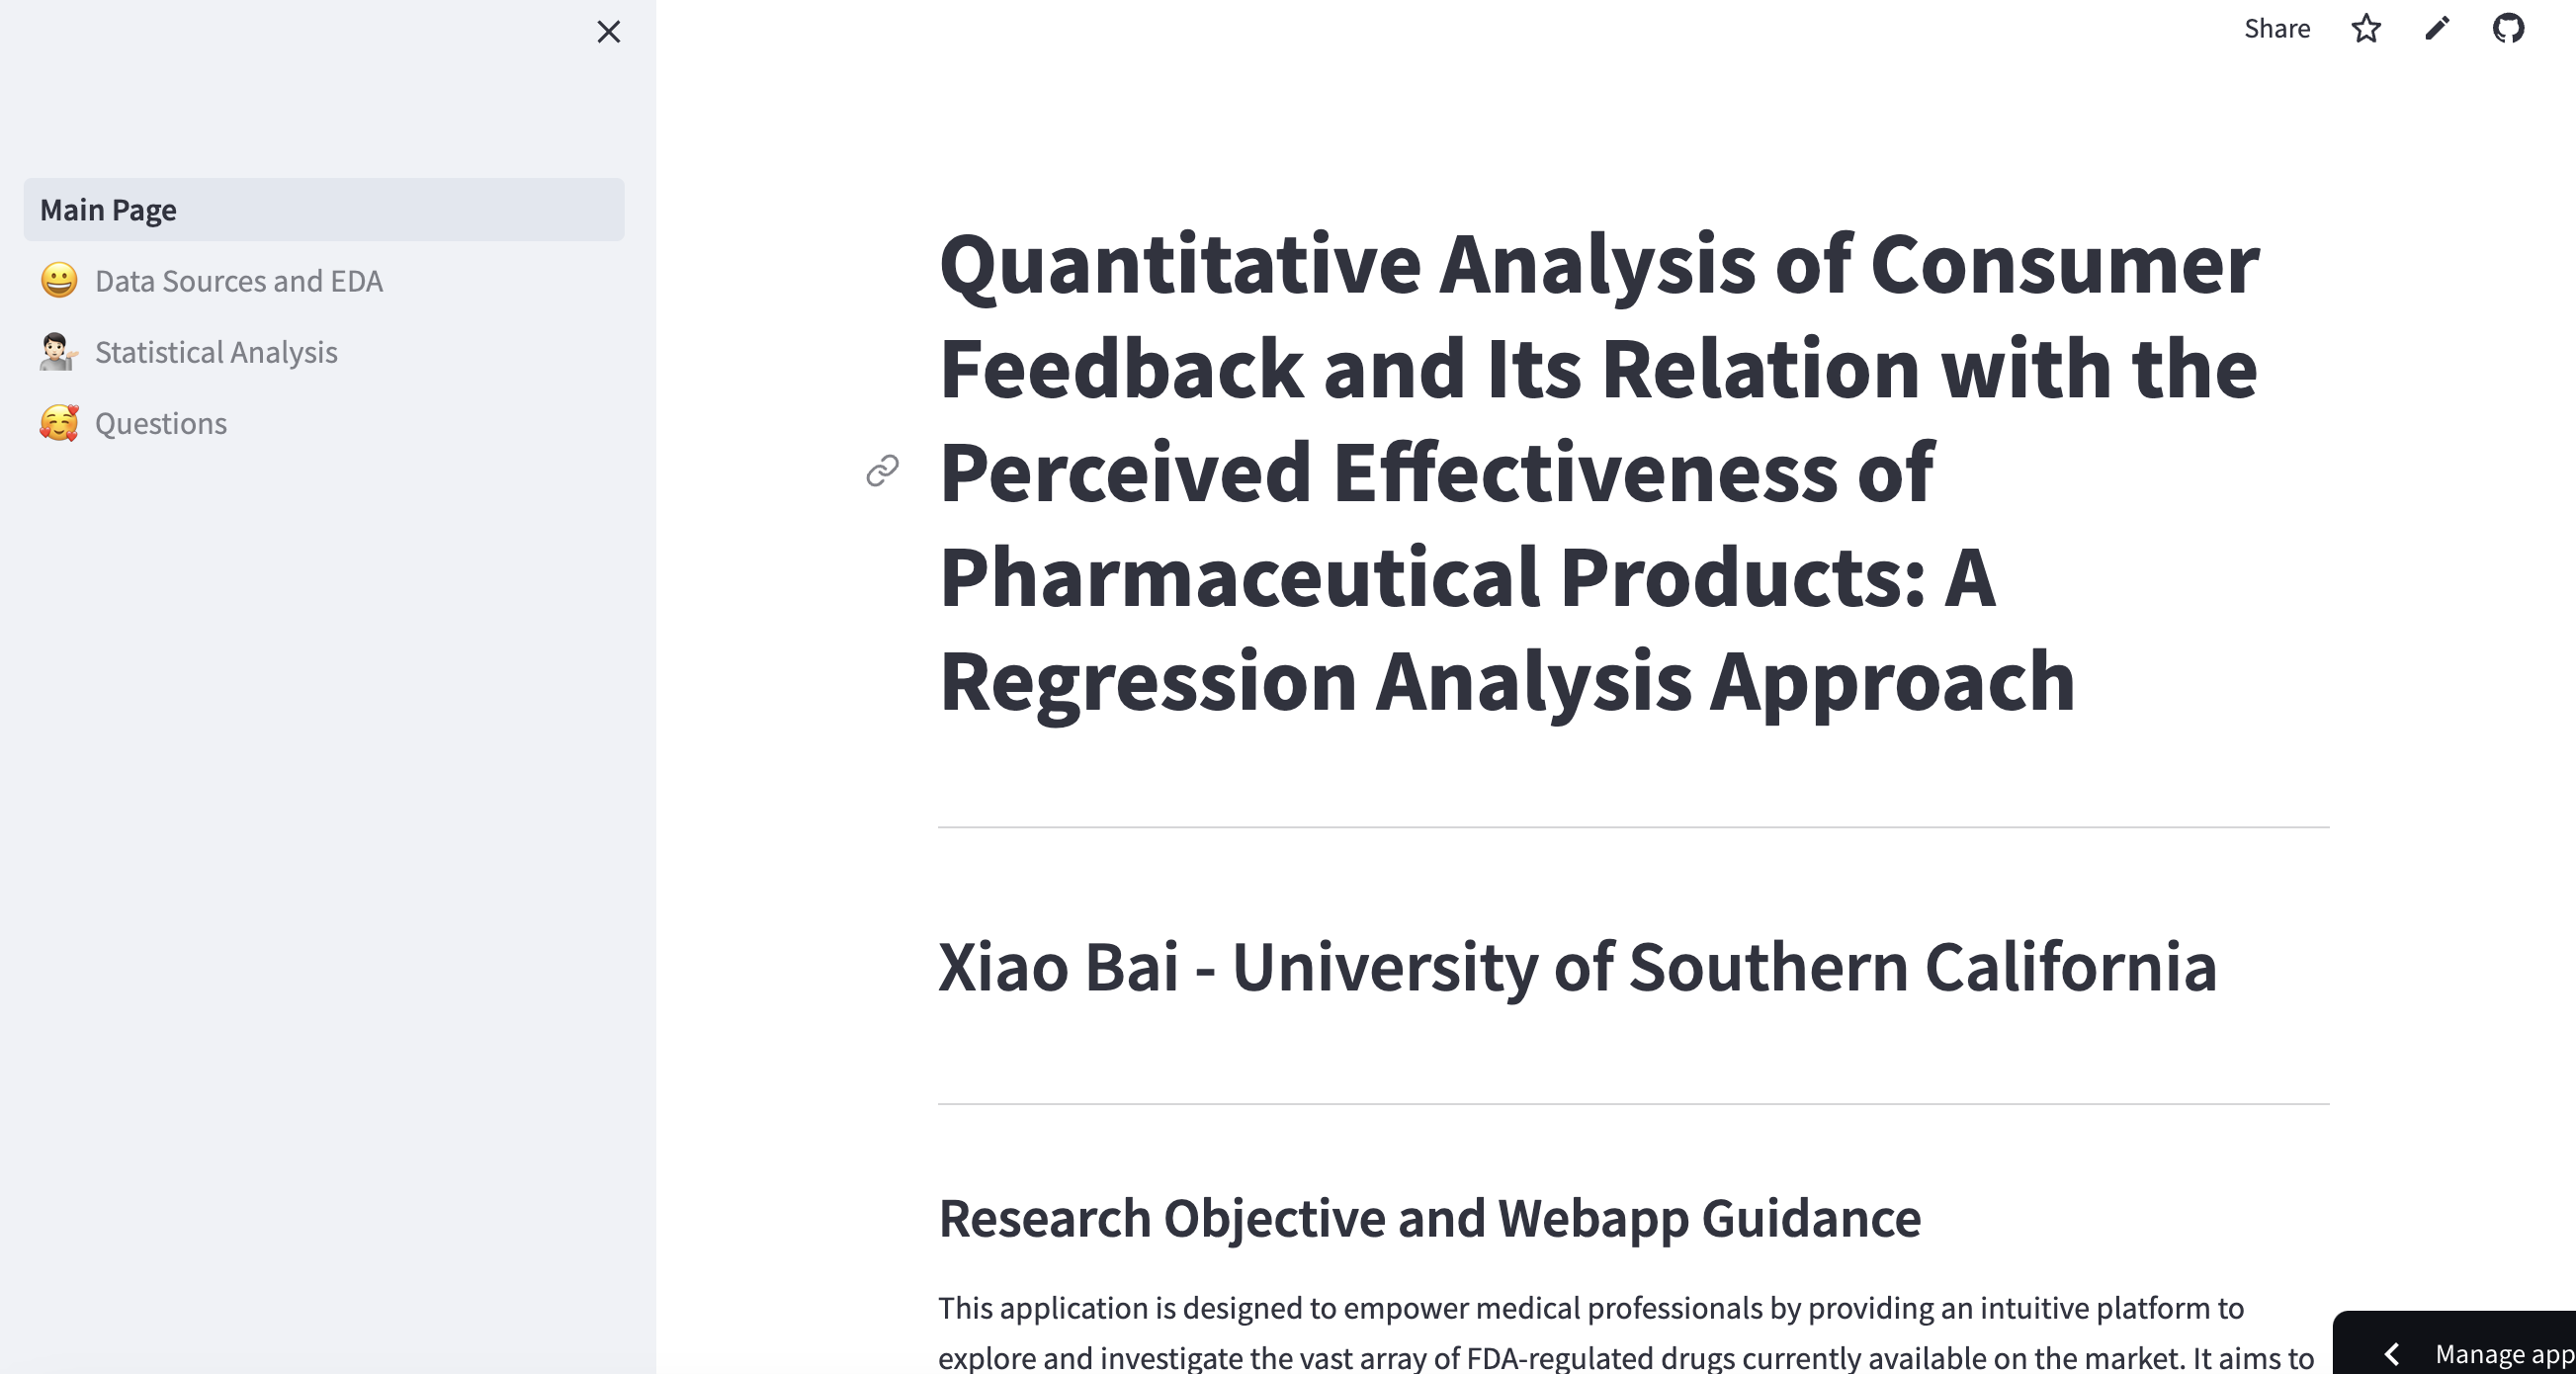 Share
Main Page
Data Sources and EDA
Statistical Analysis
Questions
Quantitative Analysis of Consumer
Feedback and Its Relation with the
Perceived Effectiveness of
Pharmaceutical Products: A
Regression Analysis Approach
Xiao Bai - University of Southern California
Research Objective and Webapp Guidance
This application is designed to empower medical professionals by providing an intuitive platform to
explore and investigate the vast array of FDA-regulated drugs currently available on the market. It aims to
Manage app